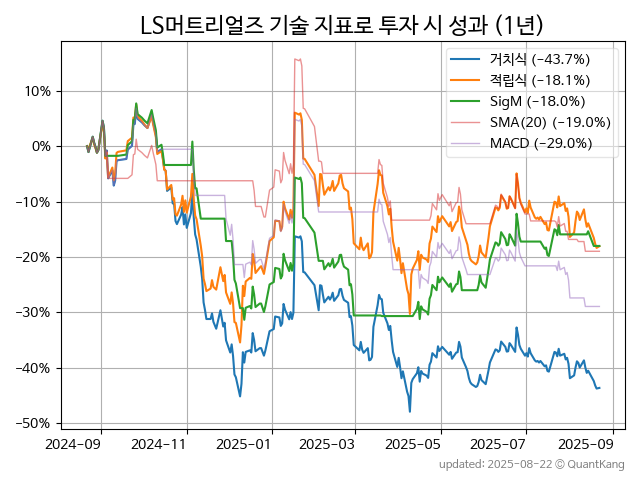 LS머트리얼즈 기술 지표로 투자 시 성과 (1년)
거치식 (−43.7%)
적립식 (−18.1%)
SigM (−18.0%)
SMA(20) (−19.0%)
MACD (−29.0%)
10%
0%
−10%
−20%
−30%
−40%
−50%
2024-09
2024-11
2025-01
2025-03
2025-05
2025-07
2025-09
updated: 2025-08-22 © QuantKang